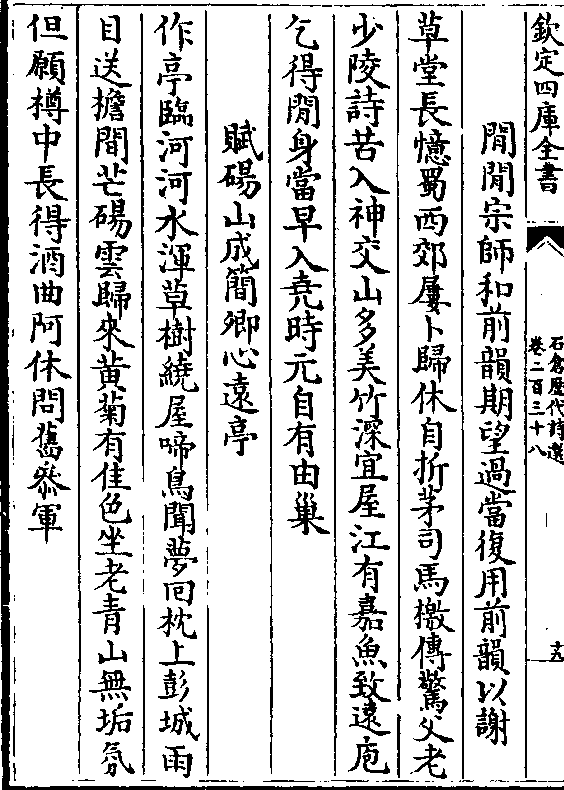 欽定四庫全書
石倉歷代詩選
卷二百三十八
十五
閒閒宗師和前韻期望過當復用前韻以謝
草堂長憶蜀西郊屢卜歸休自折茅司馬檄傳驚父老
少陵詩苦入神交山多美竹深宜屋江有嘉魚致遠庖
乞得閒身當早入堯時元自有由巢
賦碭山成簡卿心遠亭
作亭臨河河水渾草樹繞屋啼鳥聞夢回枕上彭城雨
目送檐間芒碭雲歸來黃菊有佳色坐老青山無垢氛
但願樽中長得酒曲阿休問舊叅軍